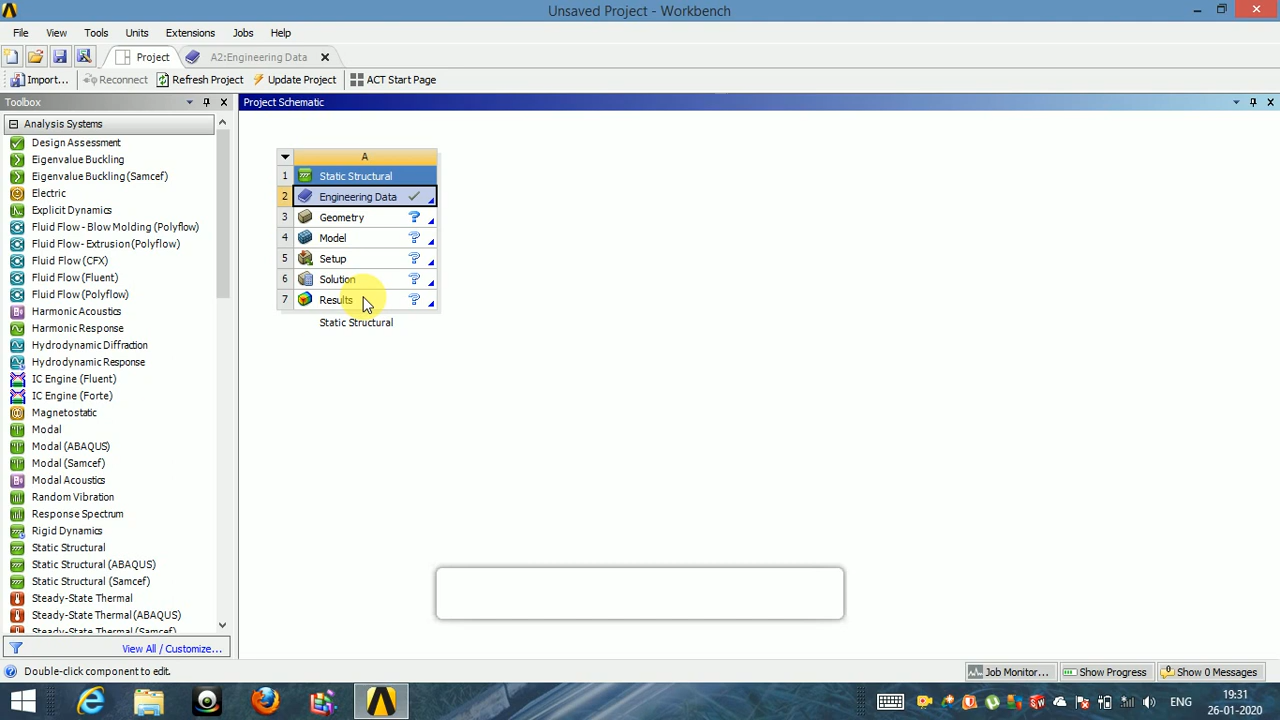 Unsaved Project - Workbench
File View Tools Units Extensions Jobs Help
Project A2:Engineering Data
Import... Reconnect Refresh Project Update Project ACT Start Page
Toolbox
Project Schematic
Analysis Systems
Design Assessment
Eigenvalue Buckling
Eigenvalue Buckling (Samcef)
Electric
Explicit Dynamics
Fluid Flow - Blow Molding (Polyflow)
Fluid Flow - Extrusion (Polyflow)
Fluid Flow (CFX)
Fluid Flow (Fluent)
Fluid Flow (Polyflow)
Harmonic Acoustics
Harmonic Response
Hydrodynamic Diffraction
Hydrodynamic Response
IC Engine (Fluent)
IC Engine (Forte)
Magnetostatic
Modal
Modal (ABAQUS)
Modal (Samcef)
Modal Acoustics
Random Vibration
Response Spectrum
Rigid Dynamics
Static Structural
Static Structural (ABAQUS)
Static Structural (Samcef)
Steady-State Thermal
Steady-State Thermal (ABAQUS)
Steady-State Thermal (Samcef)
View All / Customize...
A
1 Static Structural
2 Engineering Data
3 Geometry ?
4 Model ?
5 Setup ?
6 Solution ?
7 Results ?
Static Structural
Double-click component to edit.
Job Monitor... Show Progress Show 0 Messages
ENG
19:31
26-01-2020